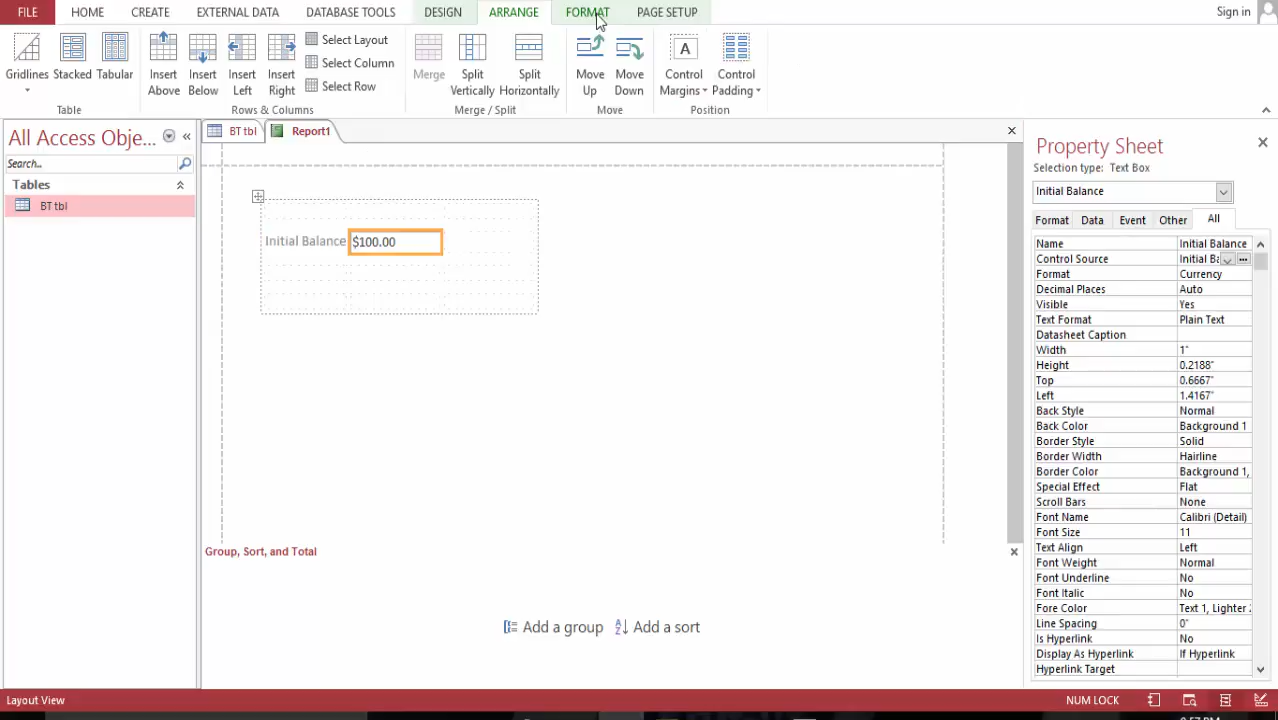 FILE HOME CREATE EXTERNAL DATA DATABASE TOOLS DESIGN ARRANGE FORMAT PAGE SETUP Sign in
Gridlines Stacked Tabular
Table
Insert Above Insert Below Insert Left Insert Right
Select Layout
Select Column
Select Row
Rows & Columns
Merge Split Vertically Split Horizontally
Merge / Split
Move Up Move Down
Move
A
Control Margins Control Padding
Position
All Access Obje...
Search...
Tables
BT tbl
BT tbl Report1
Initial Balance $100.00
Group, Sort, and Total
Add a group Add a sort
Property Sheet
Selection type: Text Box
Initial Balance
Format Data Event Other All
Name Initial Balance
Control Source Initial Ba
Format Currency
Decimal Places Auto
Visible Yes
Text Format Plain Text
Datasheet Caption
Width 1"
Height 0.2188"
Top 0.6667"
Left 1.4167"
Back Style Normal
Back Color Background 1
Border Style Solid
Border Width Hairline
Border Color Background 1,
Special Effect Flat
Scroll Bars None
Font Name Calibri (Detail)
Font Size 11
Text Align Left
Font Weight Normal
Font Underline No
Font Italic No
Fore Color Text 1, Lighter
Line Spacing 0"
Is Hyperlink No
Display As Hyperlink If Hyperlink
Hyperlink Target
Layout View NUM LOCK